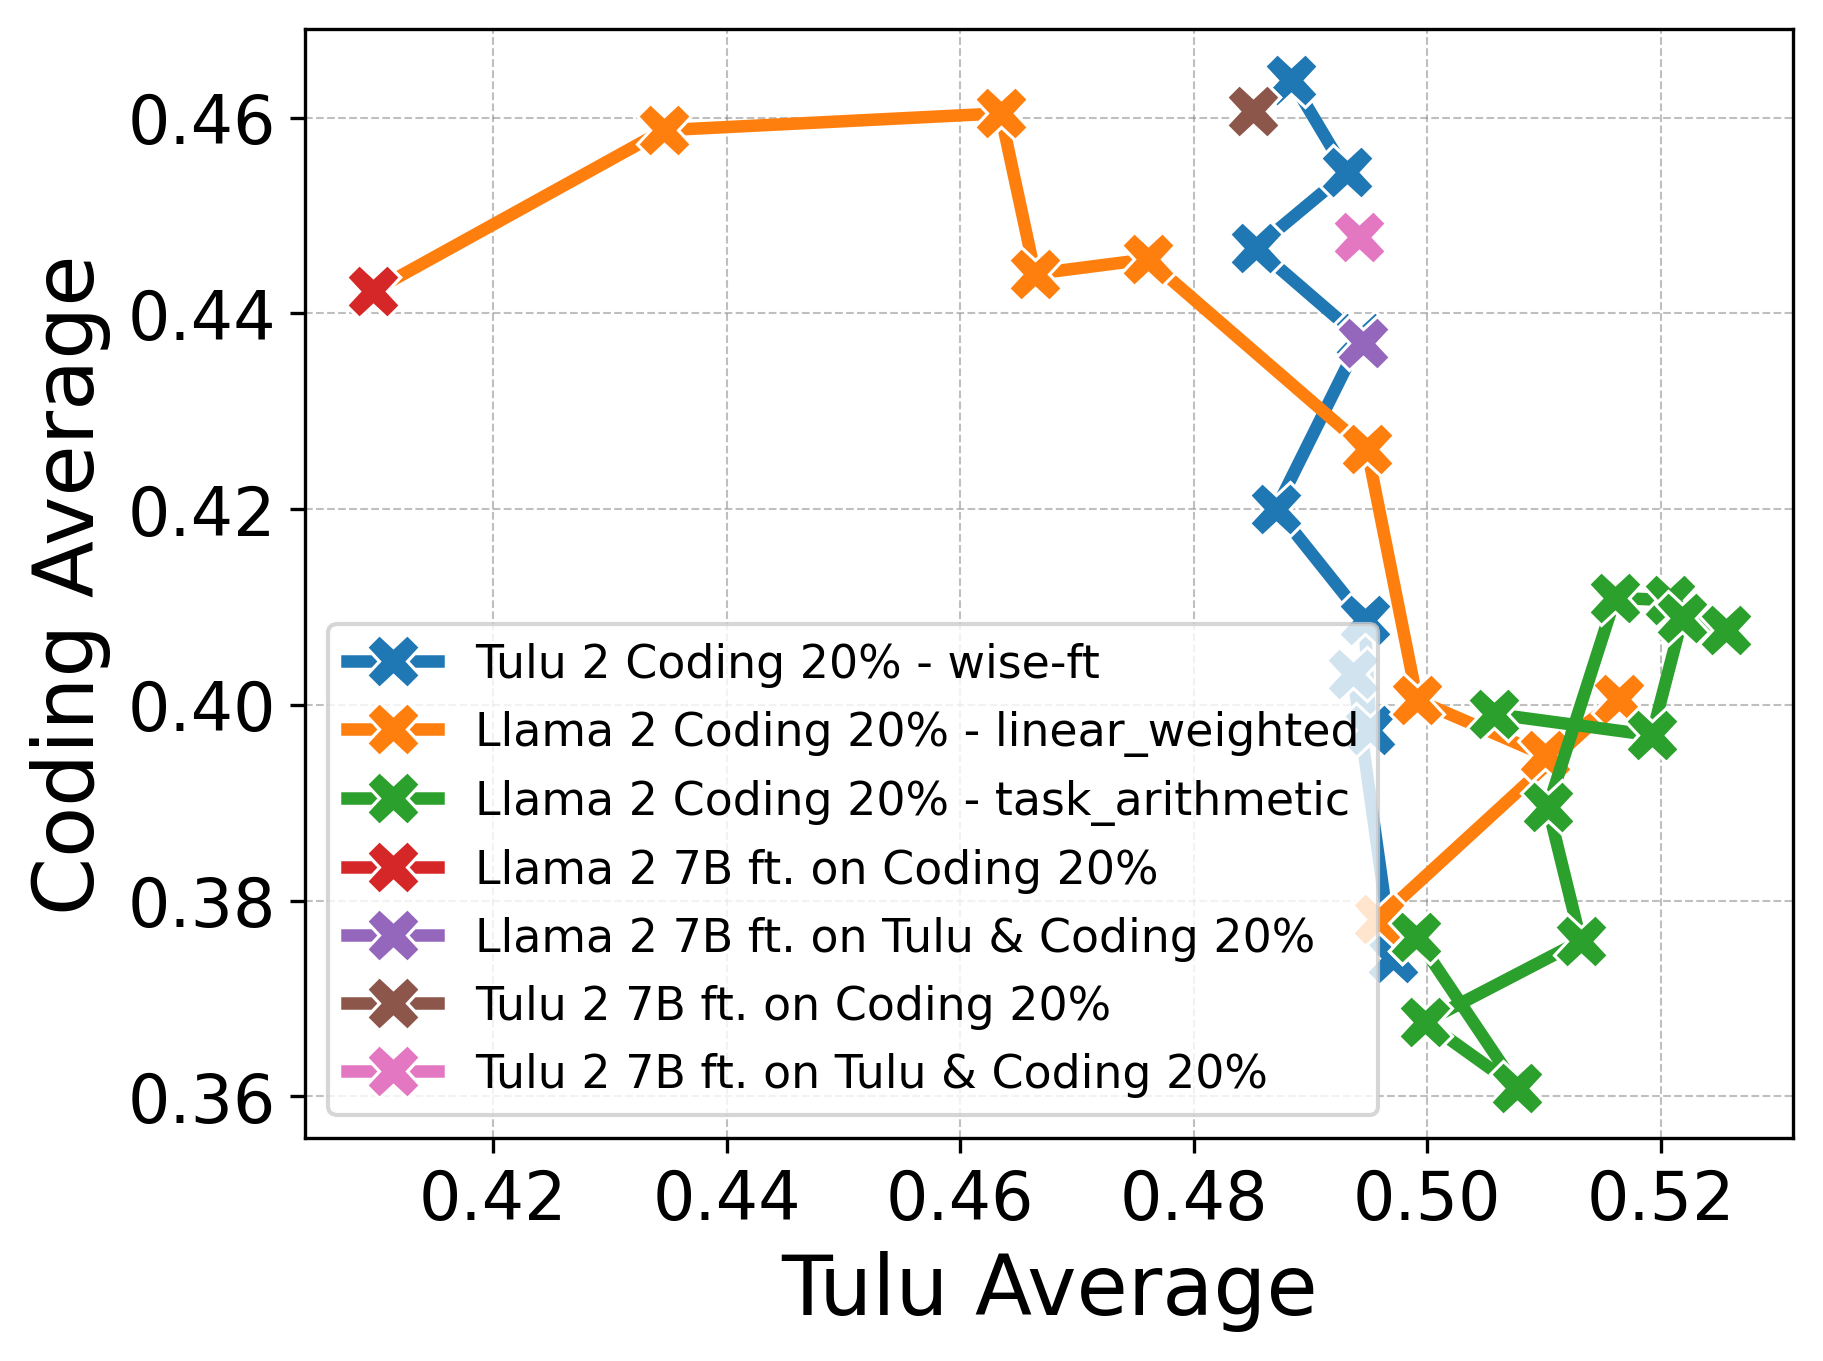 0.46
0.44
0.42
0.40
0.38
0.36
Coding Average
Tulu 2 Coding 20% - wise-ft
Llama 2 Coding 20% - linear_weighted
Llama 2 Coding 20% - task_arithmetic
Llama 2 7B ft. on Coding 20%
Llama 2 7B ft. on Tulu & Coding 20%
Tulu 2 7B ft. on Coding 20%
Tulu 2 7B ft. on Tulu & Coding 20%
0.42 0.44 0.46 0.48 0.50 0.52
Tulu Average